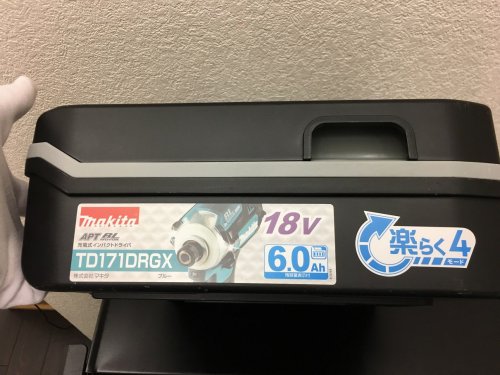 makita
APT BL
充電式インパクトドライバ
TD171DRGX
株式会社マキタ ブルー
18V
6.0Ah
楽らく4
モード